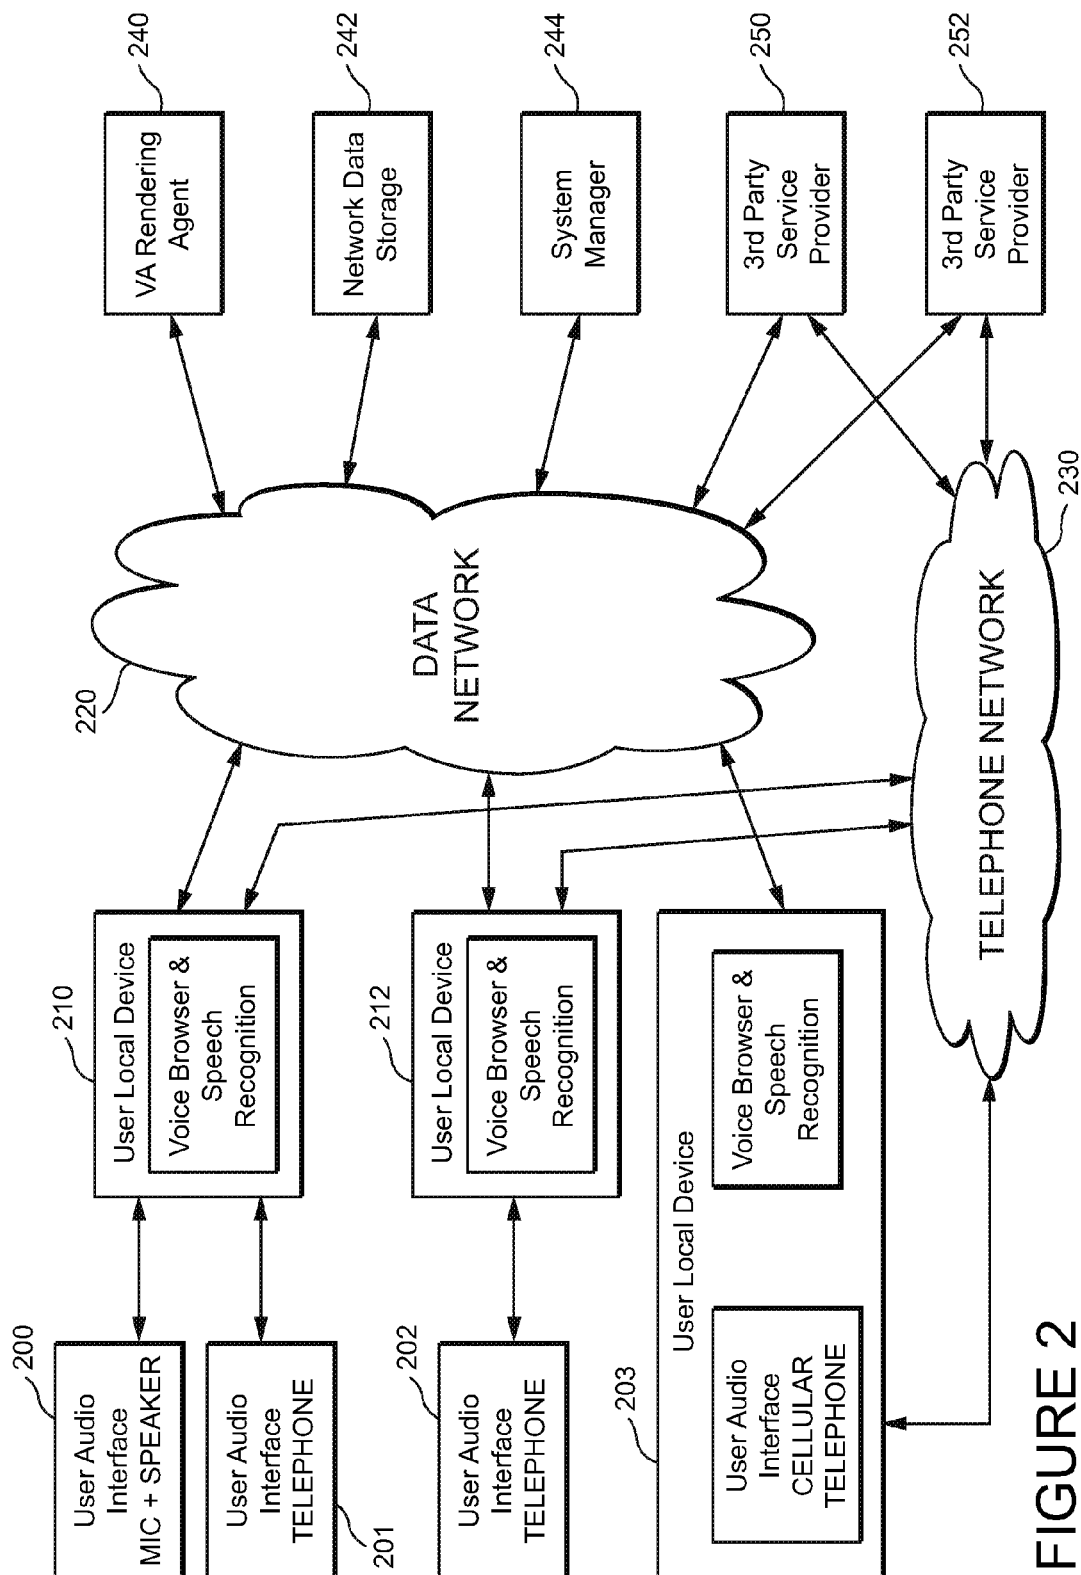 200
User Audio
Interface
MIC + SPEAKER
User Audio
Interface
TELEPHONE
201
202
User Audio
Interface
TELEPHONE
203
User Local Device
User Audio
Interface
CELLULAR
TELEPHONE
Voice Browser &
Speech
Recognition
210
User Local Device
Voice Browser &
Speech
Recognition
212
User Local Device
Voice Browser &
Speech
Recognition
220
DATA
NETWORK
TELEPHONE NETWORK
230
VA Rendering
Agent
240
Network Data
Storage
242
System
Manager
244
3rd Party
Service
Provider
250
3rd Party
Service
Provider
252
FIGURE 2